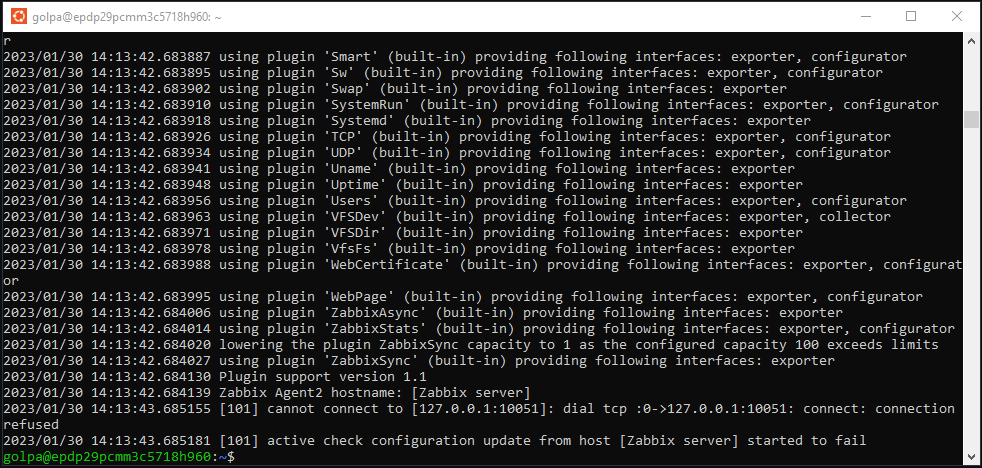 golpa@epdp29pcmm3c5718h960: ~
r
2023/01/30 14:13:42.683887 using plugin 'Smart' (built-in) providing following interfaces: exporter, configurator
2023/01/30 14:13:42.683895 using plugin 'Sw' (built-in) providing following interfaces: exporter, configurator
2023/01/30 14:13:42.683902 using plugin 'Swap' (built-in) providing following interfaces: exporter
2023/01/30 14:13:42.683910 using plugin 'SystemRun' (built-in) providing following interfaces: exporter, configurator
2023/01/30 14:13:42.683918 using plugin 'Systemd' (built-in) providing following interfaces: exporter
2023/01/30 14:13:42.683926 using plugin 'TCP' (built-in) providing following interfaces: exporter, configurator
2023/01/30 14:13:42.683934 using plugin 'UDP' (built-in) providing following interfaces: exporter, configurator
2023/01/30 14:13:42.683941 using plugin 'Uname' (built-in) providing following interfaces: exporter
2023/01/30 14:13:42.683948 using plugin 'Uptime' (built-in) providing following interfaces: exporter
2023/01/30 14:13:42.683956 using plugin 'Users' (built-in) providing following interfaces: exporter, configurator
2023/01/30 14:13:42.683963 using plugin 'VFSDev' (built-in) providing following interfaces: exporter, collector
2023/01/30 14:13:42.683971 using plugin 'VFSDir' (built-in) providing following interfaces: exporter
2023/01/30 14:13:42.683978 using plugin 'VfsFs' (built-in) providing following interfaces: exporter
2023/01/30 14:13:42.683988 using plugin 'WebCertificate' (built-in) providing following interfaces: exporter, configurat
or
2023/01/30 14:13:42.683995 using plugin 'WebPage' (built-in) providing following interfaces: exporter, configurator
2023/01/30 14:13:42.684006 using plugin 'ZabbixAsync' (built-in) providing following interfaces: exporter
2023/01/30 14:13:42.684014 using plugin 'ZabbixStats' (built-in) providing following interfaces: exporter, configurator
2023/01/30 14:13:42.684020 lowering the plugin ZabbixSync capacity to 1 as the configured capacity 100 exceeds limits
2023/01/30 14:13:42.684027 using plugin 'ZabbixSync' (built-in) providing following interfaces: exporter
2023/01/30 14:13:42.684130 Plugin support version 1.1
2023/01/30 14:13:42.684139 Zabbix Agent2 hostname: [Zabbix server]
2023/01/30 14:13:43.685155 [101] cannot connect to [127.0.0.1:10051]: dial tcp :0->127.0.0.1:10051: connect: connection
refused
2023/01/30 14:13:43.685181 [101] active check configuration update from host [Zabbix server] started to fail
golpa@epdp29pcmm3c5718h960:~$